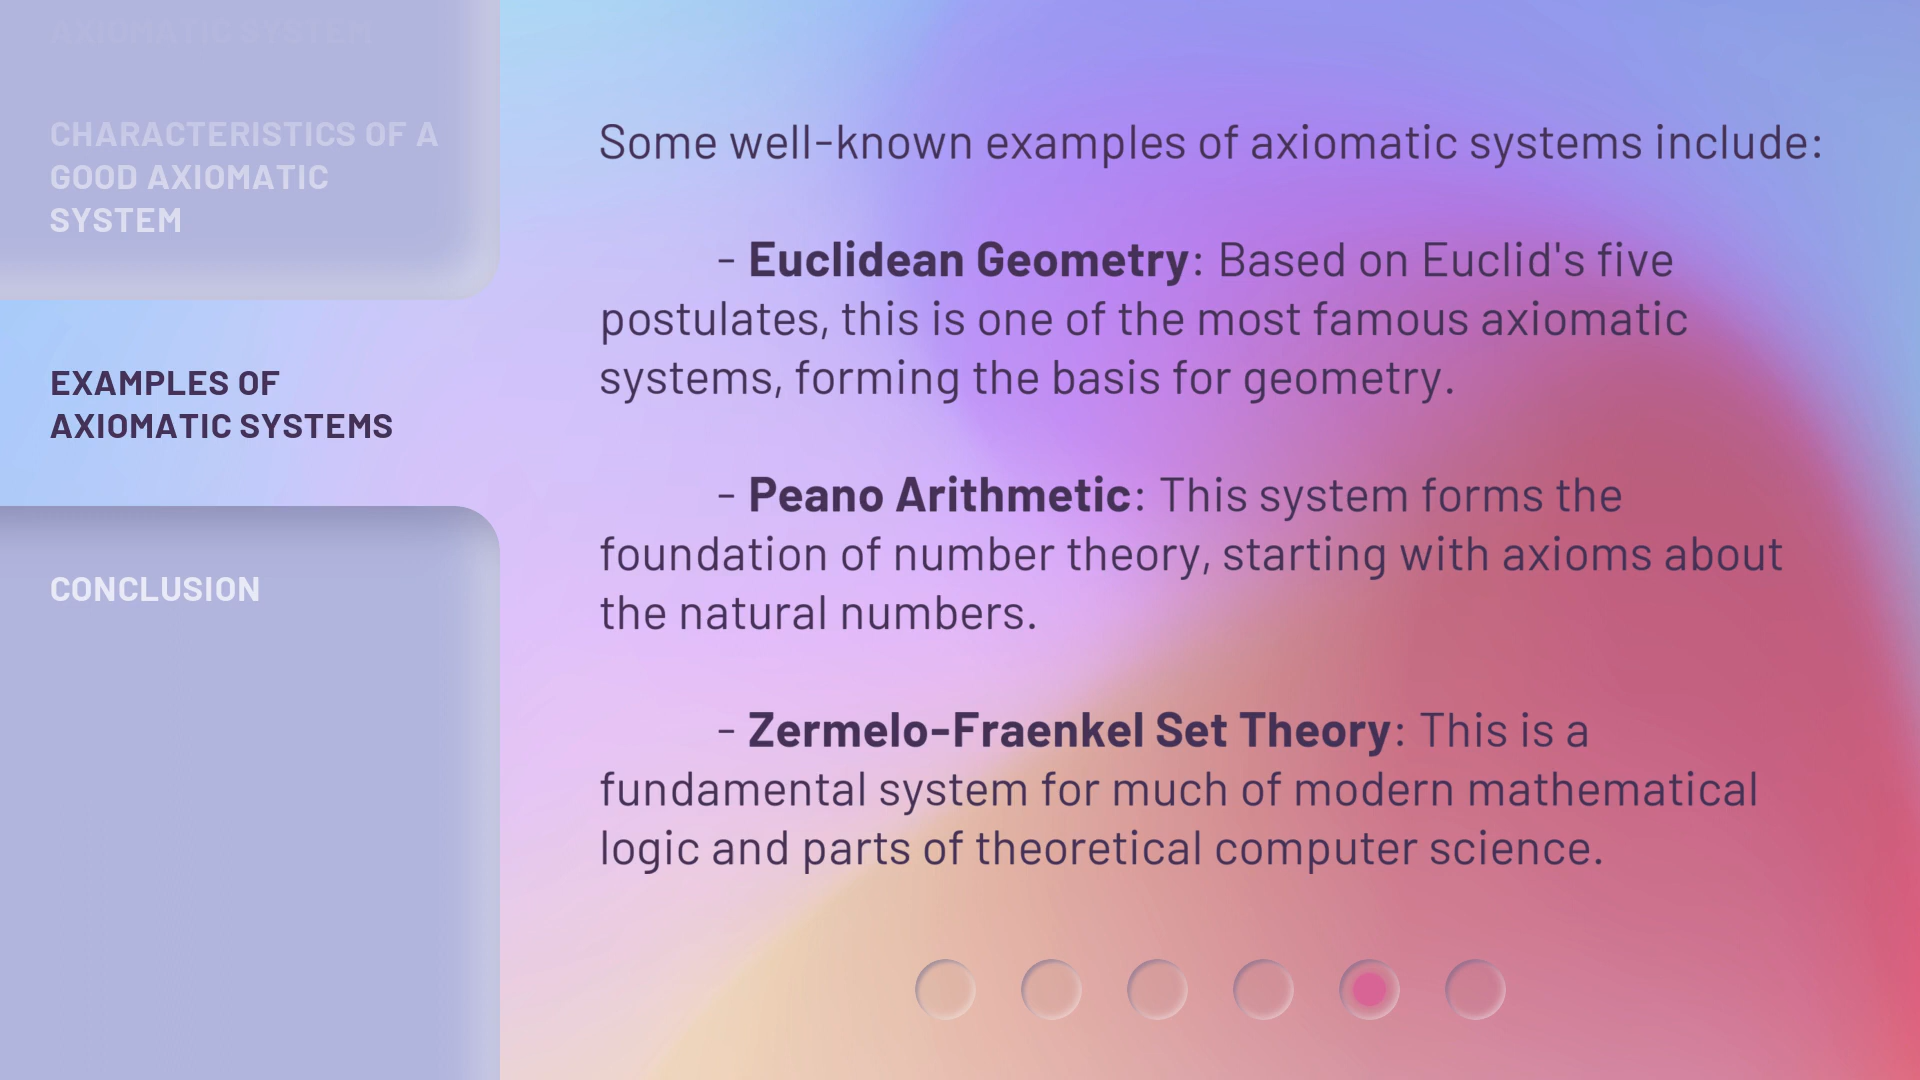 AXIOMATIC SYSTEM
CHARACTERISTICS OF A
GOOD AXIOMATIC
SYSTEM
EXAMPLES OF
AXIOMATIC SYSTEMS
CONCLUSION
Some well-known examples of axiomatic systems include:
- Euclidean Geometry: Based on Euclid's five
postulates, this is one of the most famous axiomatic
systems, forming the basis for geometry.
- Peano Arithmetic: This system forms the
foundation of number theory, starting with axioms about
the natural numbers.
- Zermelo-Fraenkel Set Theory: This is a
fundamental system for much of modern mathematical
logic and parts of theoretical computer science.